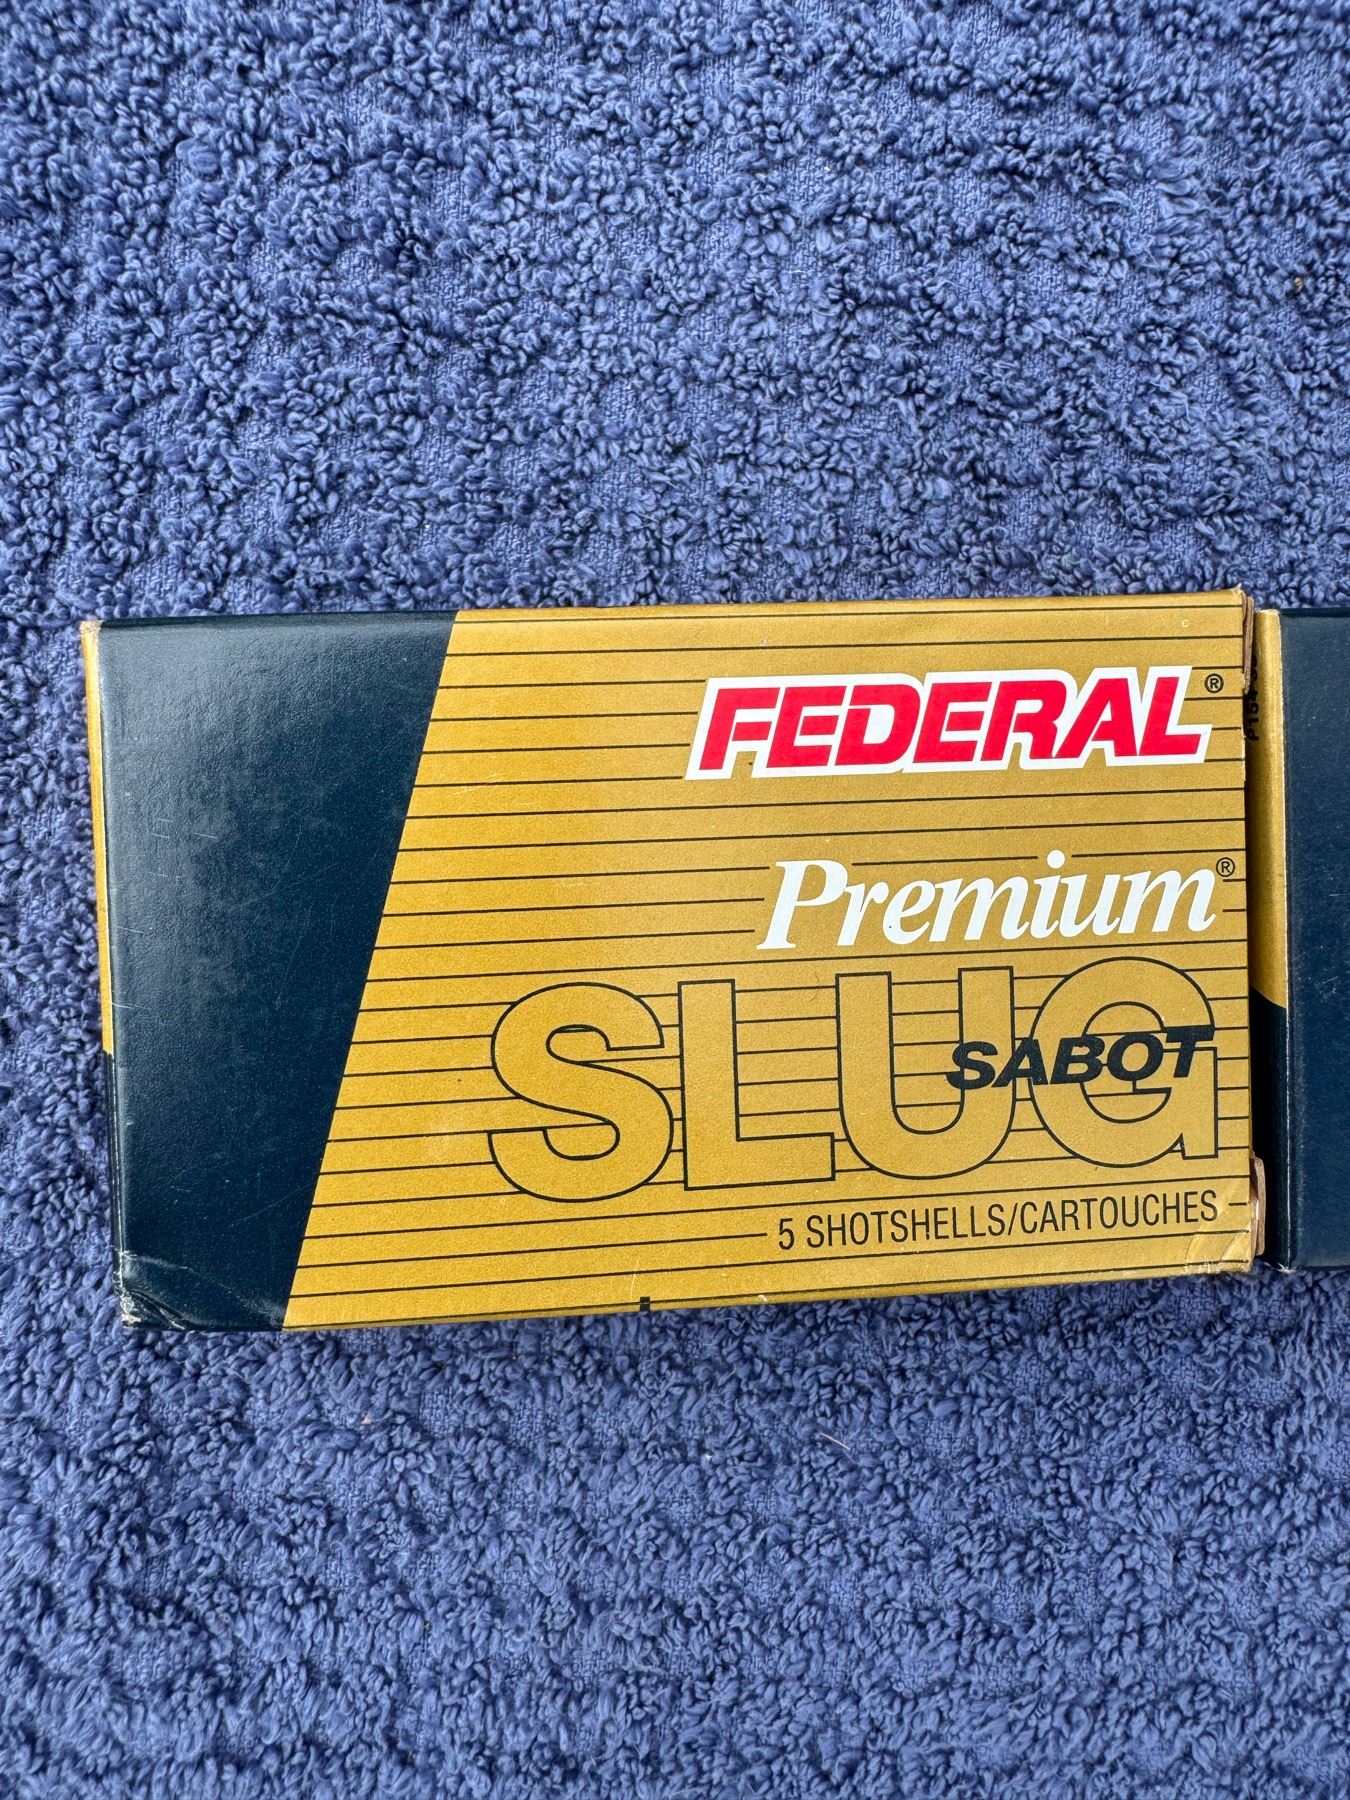 FEDERAL®
Premium®
SLUG
SABOT
5 SHOTSHELLS/CARTOUCHES